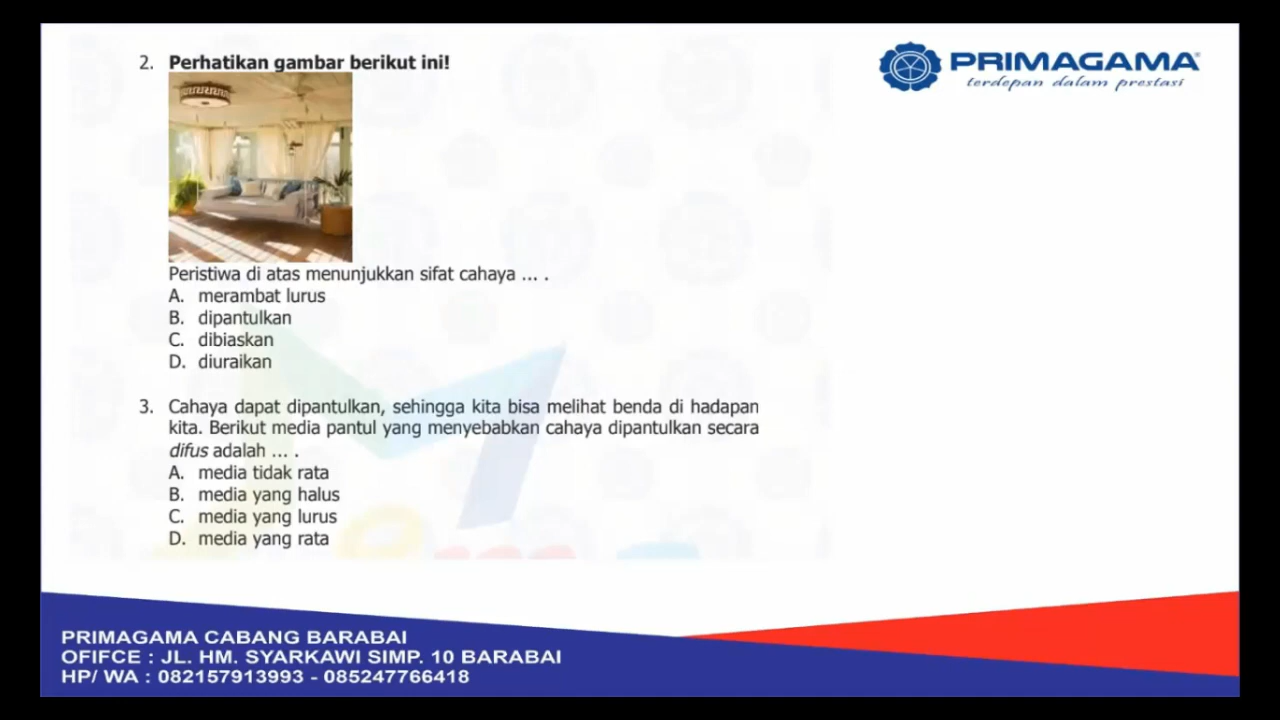 PRIMAGAMA
terdepan dalam prestasi
2. Perhatikan gambar berikut ini!
Peristiwa di atas menunjukkan sifat cahaya ... .
A. merambat lurus
B. dipantulkan
C. dibiaskan
D. diuraikan
3. Cahaya dapat dipantulkan, sehingga kita bisa melihat benda di hadapan
kita. Berikut media pantul yang menyebabkan cahaya dipantulkan secara
difus adalah ... .
A. media tidak rata
B. media yang halus
C. media yang lurus
D. media yang rata
PRIMAGAMA CABANG BARABAI
OFIFCE : JL. HM. SYARKAWI SIMP. 10 BARABAI
HP/ WA : 082157913993 - 085247766418